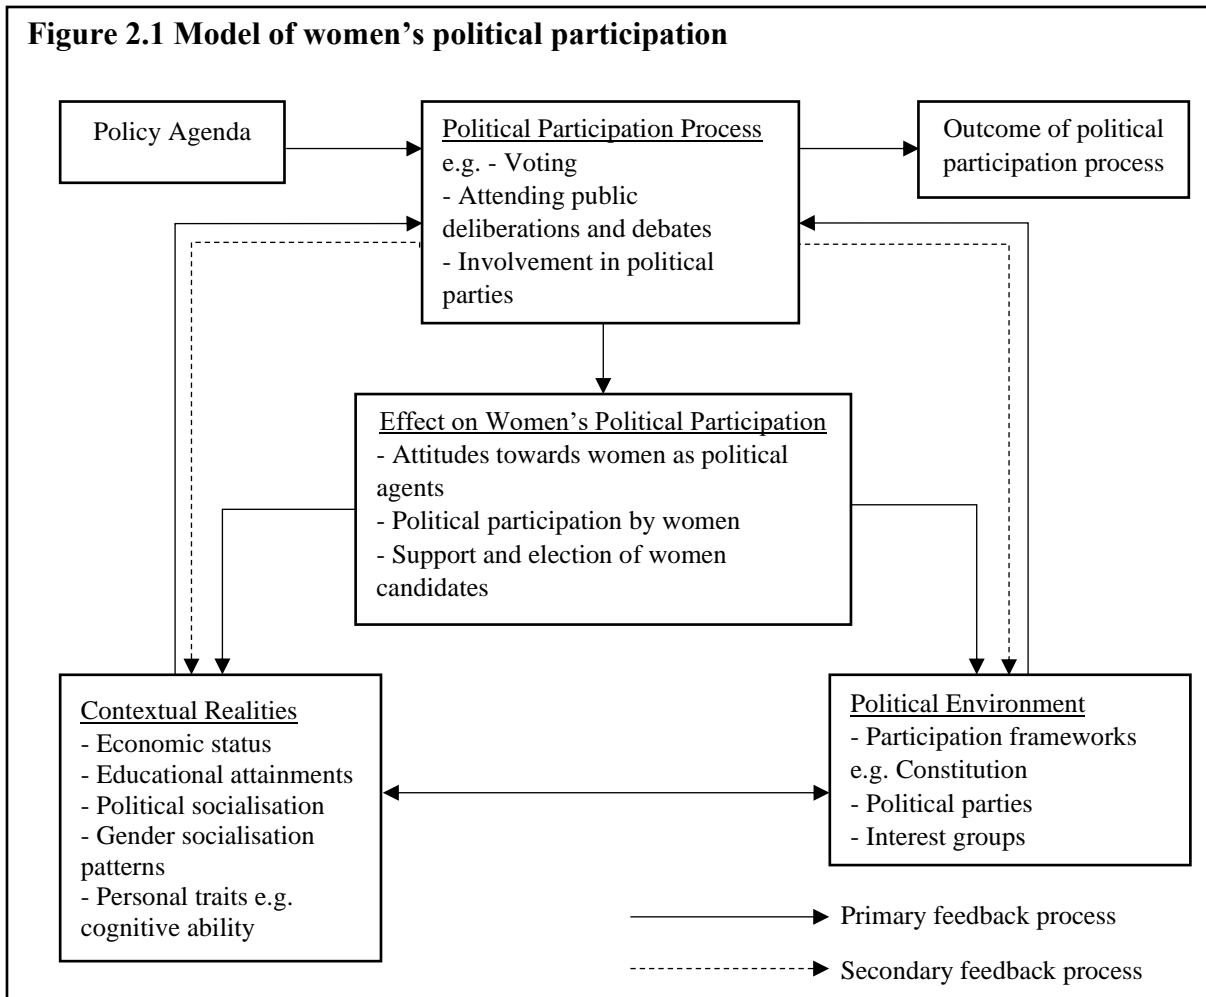 Figure 2.1 Model of women’s political participation
Policy Agenda
Political Participation Process
e.g. - Voting
- Attending public
deliberations and debates
- Involvement in political
parties
Outcome of political
participation process
Effect on Women’s Political Participation
- Attitudes towards women as political
agents
- Political participation by women
- Support and election of women
candidates
Contextual Realities
- Economic status
- Educational attainments
- Political socialisation
- Gender socialisation
patterns
- Personal traits e.g.
cognitive ability
Political Environment
- Participation frameworks
e.g. Constitution
- Political parties
- Interest groups
Primary feedback process
Secondary feedback process